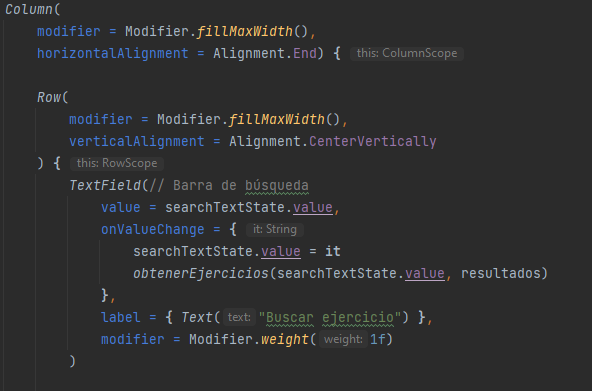 Column(
modifier = Modifier.fillMaxWidth(),
horizontalAlignment = Alignment.End) { this: ColumnScope
Row(
modifier = Modifier.fillMaxWidth(),
verticalAlignment = Alignment.CenterVertically
) { this: RowScope
TextField(// Barra de búsqueda
value = searchTextState.value,
onValueChange = { it: String
searchTextState.value = it
obtenerEjercicios(searchTextState.value, resultados)
},
label = { Text( text: "Buscar ejercicio") },
modifier = Modifier.weight( weight: 1f)
)